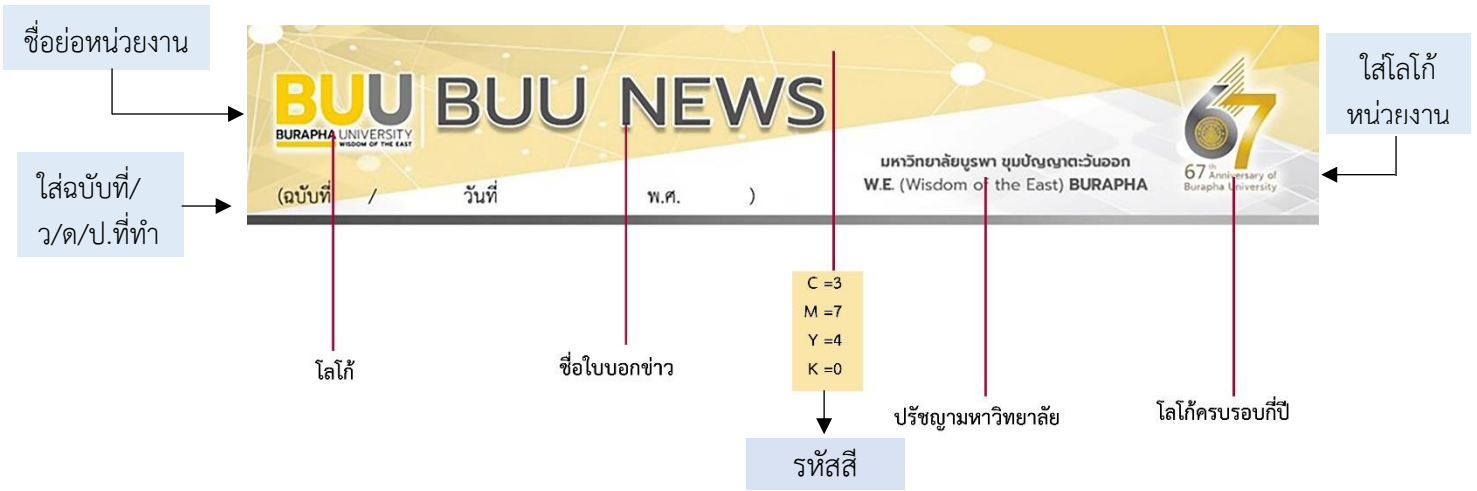 ชื่อย่อหน่วยงาน
BUU
BURAPHA UNIVERSITY
WISDOM OF THE EAST
BUU NEWS
67
67th Anniversary of
Burapha University
ใส่โลโก้
หน่วยงาน
มหาวิทยาลัยบูรพา ขุมปัญญาตะวันออก
W.E. (Wisdom of the East) BURAPHA
ใส่ฉบับที่/
ว/ด/ป.ที่ทำ
(ฉบับที่ / วันที่ พ.ศ. )
C =3
M =7
Y =4
K =0
โลโก้
ชื่อใบบอกข่าว
ปรัชญามหาวิทยาลัย
โลโก้ครบรอบกี่ปี
รหัสสี